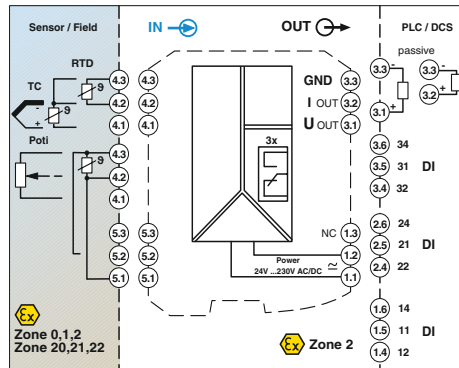 Sensor / Field
IN
OUT
PLC / DCS
RTD
passive
TC
ϑ
4.3
4.3
GND
3.3
3.3
-
3.3
-
-
ϑ
4.2
4.2
I OUT
3.2
3.2
+
+
4.1
4.1
U OUT
3.1
3.1
+
Poti
ϑ
4.3
3x
3.6 34
4.2
3.5 31 DI
4.1
3.4 32
5.3
5.3
NC
1.3
2.6 24
5.2
5.2
Power
1.2
2.5 21 DI
5.1
5.1
24V ...230V AC/DC
1.1
2.4 22
Ex
Zone 0,1,2
Zone 20,21,22
Ex
Zone 2
1.6 14
1.5 11 DI
1.4 12